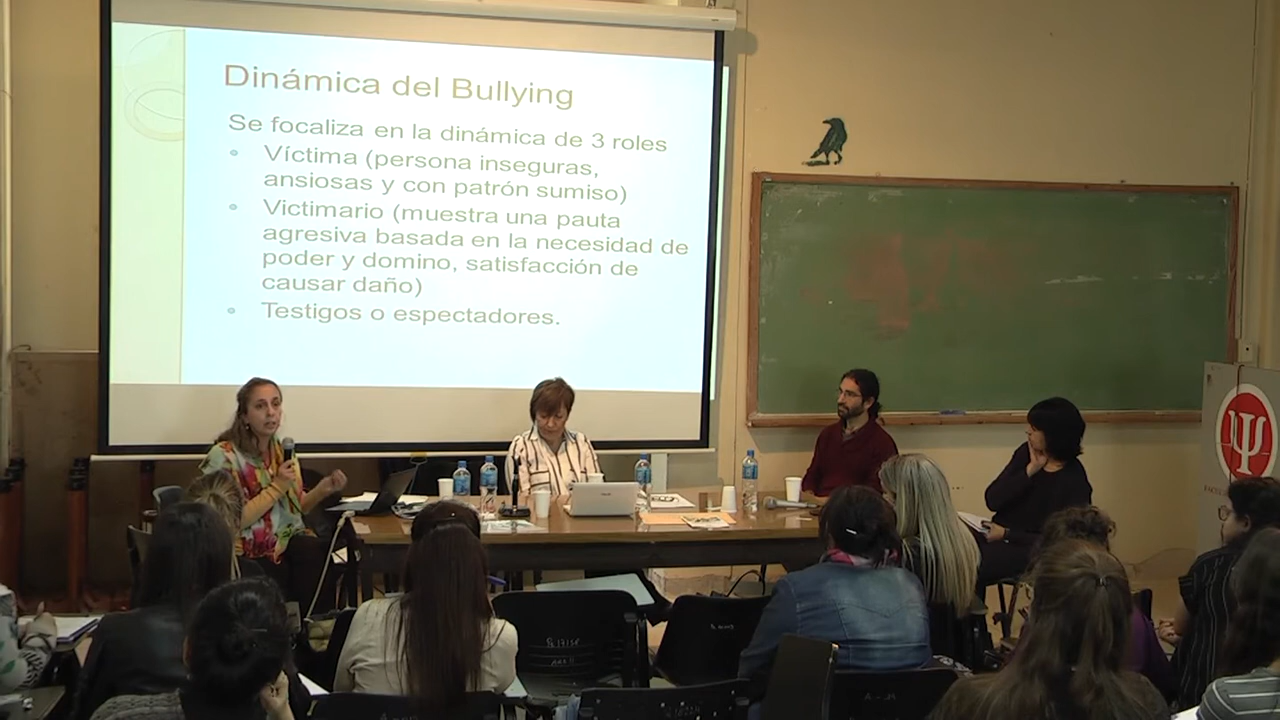 Dinámica del Bullying
Se focaliza en la dinámica de 3 roles
Víctima (persona inseguras,
ansiosas y con patrón sumiso)
Victimario (muestra una pauta
agresiva basada en la necesidad de
poder y domino, satisfacción de
causar daño)
Testigos o espectadores.
Ψ